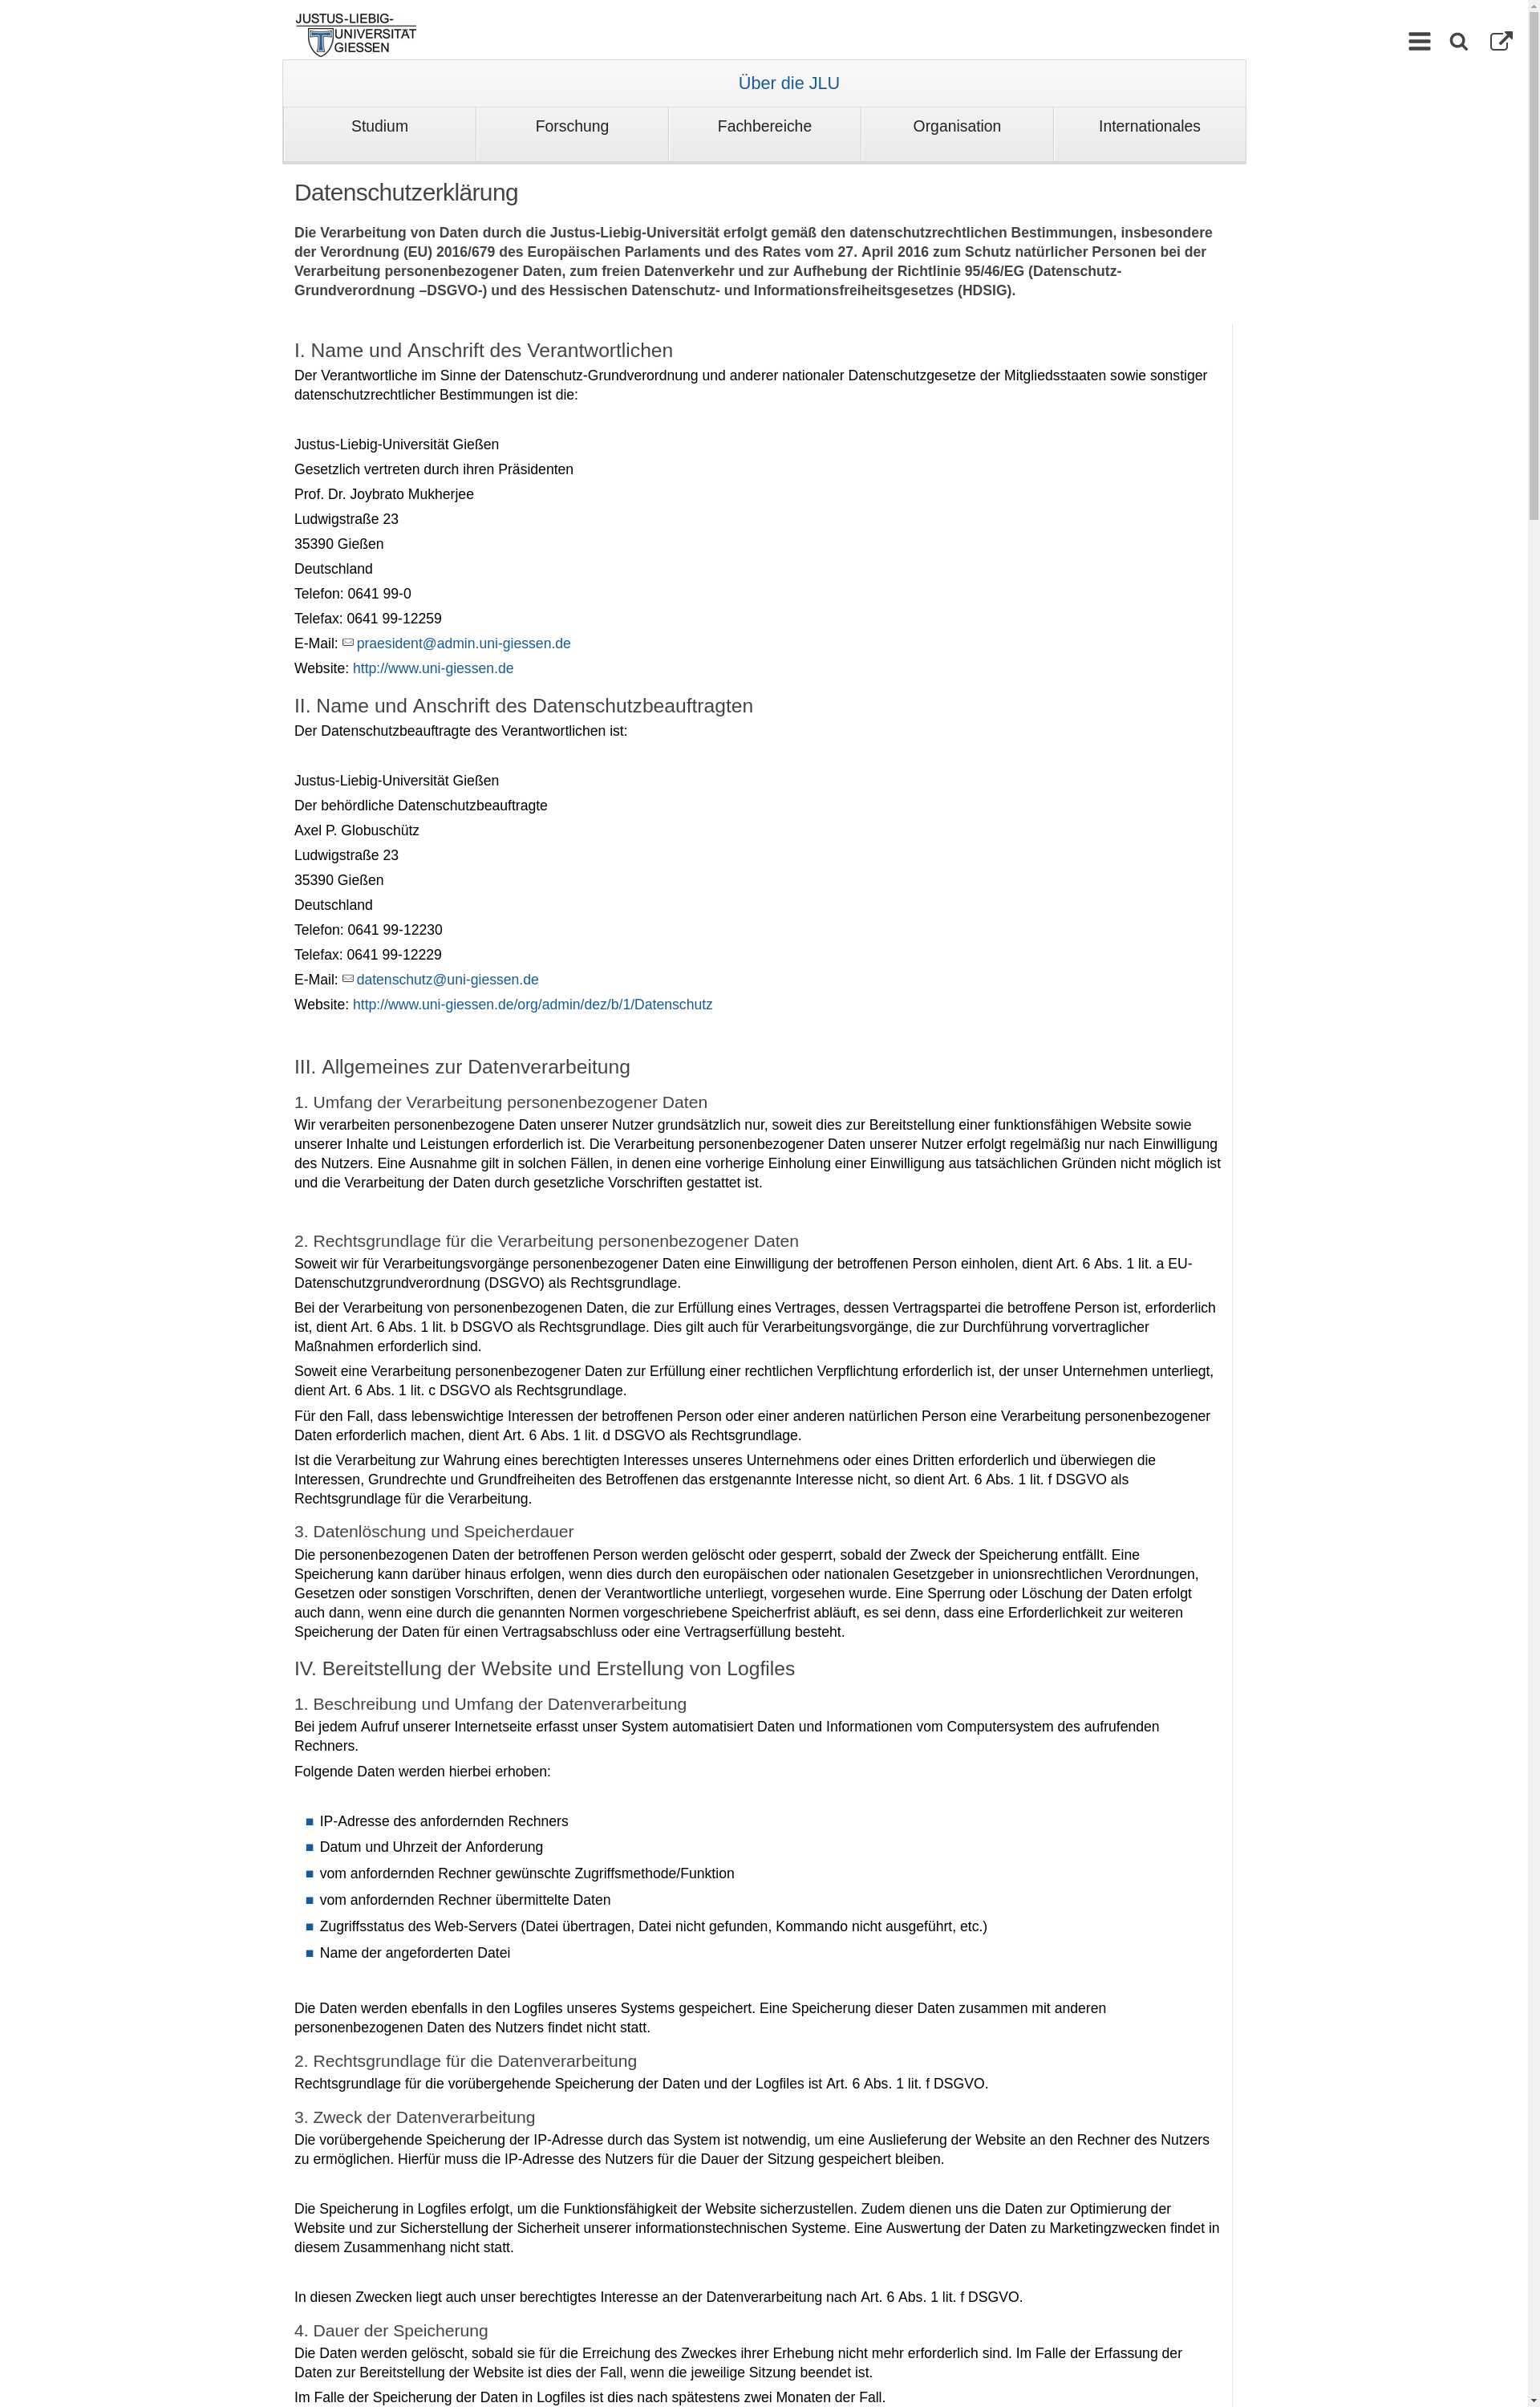 JUSTUS-LIEBIG-
UNIVERSITÄT
GIESSEN
Über die JLU
Studium
Forschung
Fachbereiche
Organisation
Internationales
Datenschutzerklärung
Die Verarbeitung von Daten durch die Justus-Liebig-Universität erfolgt gemäß den datenschutzrechtlichen Bestimmungen, insbesondere
der Verordnung (EU) 2016/679 des Europäischen Parlaments und des Rates vom 27. April 2016 zum Schutz natürlicher Personen bei der
Verarbeitung personenbezogener Daten, zum freien Datenverkehr und zur Aufhebung der Richtlinie 95/46/EG (Datenschutz-
Grundverordnung –DSGVO-) und des Hessischen Datenschutz- und Informationsfreiheitsgesetzes (HDSIG).
I. Name und Anschrift des Verantwortlichen
Der Verantwortliche im Sinne der Datenschutz-Grundverordnung und anderer nationaler Datenschutzgesetze der Mitgliedsstaaten sowie sonstiger
datenschutzrechtlicher Bestimmungen ist die:
Justus-Liebig-Universität Gießen
Gesetzlich vertreten durch ihren Präsidenten
Prof. Dr. Joybrato Mukherjee
Ludwigstraße 23
35390 Gießen
Deutschland
Telefon: 0641 99-0
Telefax: 0641 99-12259
E-Mail: praesident@admin.uni-giessen.de
Website: http://www.uni-giessen.de
II. Name und Anschrift des Datenschutzbeauftragten
Der Datenschutzbeauftragte des Verantwortlichen ist:
Justus-Liebig-Universität Gießen
Der behördliche Datenschutzbeauftragte
Axel P. Globuschütz
Ludwigstraße 23
35390 Gießen
Deutschland
Telefon: 0641 99-12230
Telefax: 0641 99-12229
E-Mail: datenschutz@uni-giessen.de
Website: http://www.uni-giessen.de/org/admin/dez/b/1/Datenschutz
III. Allgemeines zur Datenverarbeitung
1. Umfang der Verarbeitung personenbezogener Daten
Wir verarbeiten personenbezogene Daten unserer Nutzer grundsätzlich nur, soweit dies zur Bereitstellung einer funktionsfähigen Website sowie
unserer Inhalte und Leistungen erforderlich ist. Die Verarbeitung personenbezogener Daten unserer Nutzer erfolgt regelmäßig nur nach Einwilligung
des Nutzers. Eine Ausnahme gilt in solchen Fällen, in denen eine vorherige Einholung einer Einwilligung aus tatsächlichen Gründen nicht möglich ist
und die Verarbeitung der Daten durch gesetzliche Vorschriften gestattet ist.
2. Rechtsgrundlage für die Verarbeitung personenbezogener Daten
Soweit wir für Verarbeitungsvorgänge personenbezogener Daten eine Einwilligung der betroffenen Person einholen, dient Art. 6 Abs. 1 lit. a EU-
Datenschutzgrundverordnung (DSGVO) als Rechtsgrundlage.
Bei der Verarbeitung von personenbezogenen Daten, die zur Erfüllung eines Vertrages, dessen Vertragspartei die betroffene Person ist, erforderlich
ist, dient Art. 6 Abs. 1 lit. b DSGVO als Rechtsgrundlage. Dies gilt auch für Verarbeitungsvorgänge, die zur Durchführung vorvertraglicher
Maßnahmen erforderlich sind.
Soweit eine Verarbeitung personenbezogener Daten zur Erfüllung einer rechtlichen Verpflichtung erforderlich ist, der unser Unternehmen unterliegt,
dient Art. 6 Abs. 1 lit. c DSGVO als Rechtsgrundlage.
Für den Fall, dass lebenswichtige Interessen der betroffenen Person oder einer anderen natürlichen Person eine Verarbeitung personenbezogener
Daten erforderlich machen, dient Art. 6 Abs. 1 lit. d DSGVO als Rechtsgrundlage.
Ist die Verarbeitung zur Wahrung eines berechtigten Interesses unseres Unternehmens oder eines Dritten erforderlich und überwiegen die
Interessen, Grundrechte und Grundfreiheiten des Betroffenen das erstgenannte Interesse nicht, so dient Art. 6 Abs. 1 lit. f DSGVO als
Rechtsgrundlage für die Verarbeitung.
3. Datenlöschung und Speicherdauer
Die personenbezogenen Daten der betroffenen Person werden gelöscht oder gesperrt, sobald der Zweck der Speicherung entfällt. Eine
Speicherung kann darüber hinaus erfolgen, wenn dies durch den europäischen oder nationalen Gesetzgeber in unionsrechtlichen Verordnungen,
Gesetzen oder sonstigen Vorschriften, denen der Verantwortliche unterliegt, vorgesehen wurde. Eine Sperrung oder Löschung der Daten erfolgt
auch dann, wenn eine durch die genannten Normen vorgeschriebene Speicherfrist abläuft, es sei denn, dass eine Erforderlichkeit zur weiteren
Speicherung der Daten für einen Vertragsabschluss oder eine Vertragserfüllung besteht.
IV. Bereitstellung der Website und Erstellung von Logfiles
1. Beschreibung und Umfang der Datenverarbeitung
Bei jedem Aufruf unserer Internetseite erfasst unser System automatisiert Daten und Informationen vom Computersystem des aufrufenden
Rechners.
Folgende Daten werden hierbei erhoben:
IP-Adresse des anfordernden Rechners
Datum und Uhrzeit der Anforderung
vom anfordernden Rechner gewünschte Zugriffsmethode/Funktion
vom anfordernden Rechner übermittelte Daten
Zugriffsstatus des Web-Servers (Datei übertragen, Datei nicht gefunden, Kommando nicht ausgeführt, etc.)
Name der angeforderten Datei
Die Daten werden ebenfalls in den Logfiles unseres Systems gespeichert. Eine Speicherung dieser Daten zusammen mit anderen
personenbezogenen Daten des Nutzers findet nicht statt.
2. Rechtsgrundlage für die Datenverarbeitung
Rechtsgrundlage für die vorübergehende Speicherung der Daten und der Logfiles ist Art. 6 Abs. 1 lit. f DSGVO.
3. Zweck der Datenverarbeitung
Die vorübergehende Speicherung der IP-Adresse durch das System ist notwendig, um eine Auslieferung der Website an den Rechner des Nutzers
zu ermöglichen. Hierfür muss die IP-Adresse des Nutzers für die Dauer der Sitzung gespeichert bleiben.
Die Speicherung in Logfiles erfolgt, um die Funktionsfähigkeit der Website sicherzustellen. Zudem dienen uns die Daten zur Optimierung der
Website und zur Sicherstellung der Sicherheit unserer informationstechnischen Systeme. Eine Auswertung der Daten zu Marketingzwecken findet in
diesem Zusammenhang nicht statt.
In diesen Zwecken liegt auch unser berechtigtes Interesse an der Datenverarbeitung nach Art. 6 Abs. 1 lit. f DSGVO.
4. Dauer der Speicherung
Die Daten werden gelöscht, sobald sie für die Erreichung des Zweckes ihrer Erhebung nicht mehr erforderlich sind. Im Falle der Erfassung der
Daten zur Bereitstellung der Website ist dies der Fall, wenn die jeweilige Sitzung beendet ist.
Im Falle der Speicherung der Daten in Logfiles ist dies nach spätestens zwei Monaten der Fall.